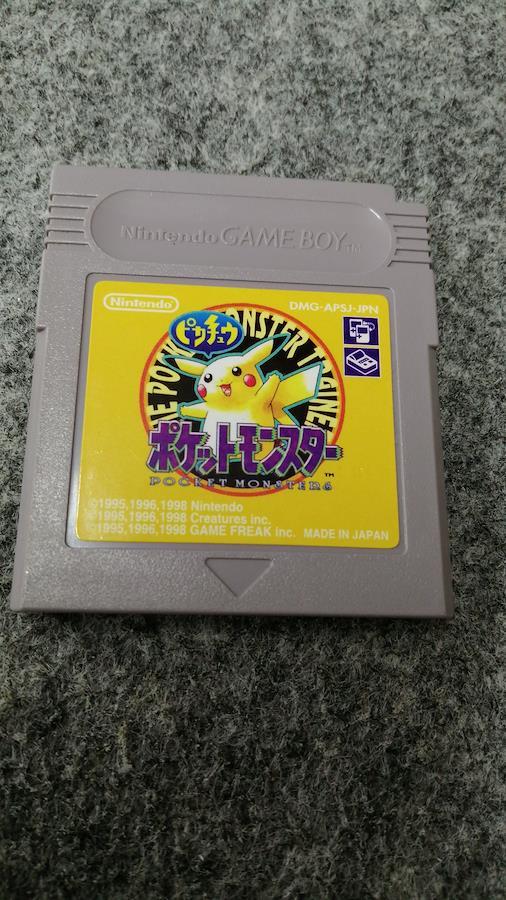 Nintendo GAME BOY TM
Nintendo
DMG-APSJ-JPN
ピカチュウ
THE POCKET MONSTER TRAINER
ポケットモンスター
TM
POCKET MONSTERS
©1995,1996,1998 Nintendo
©1995,1996,1998 Creatures inc.
©1995,1996,1998 GAME FREAK inc. MADE IN JAPAN